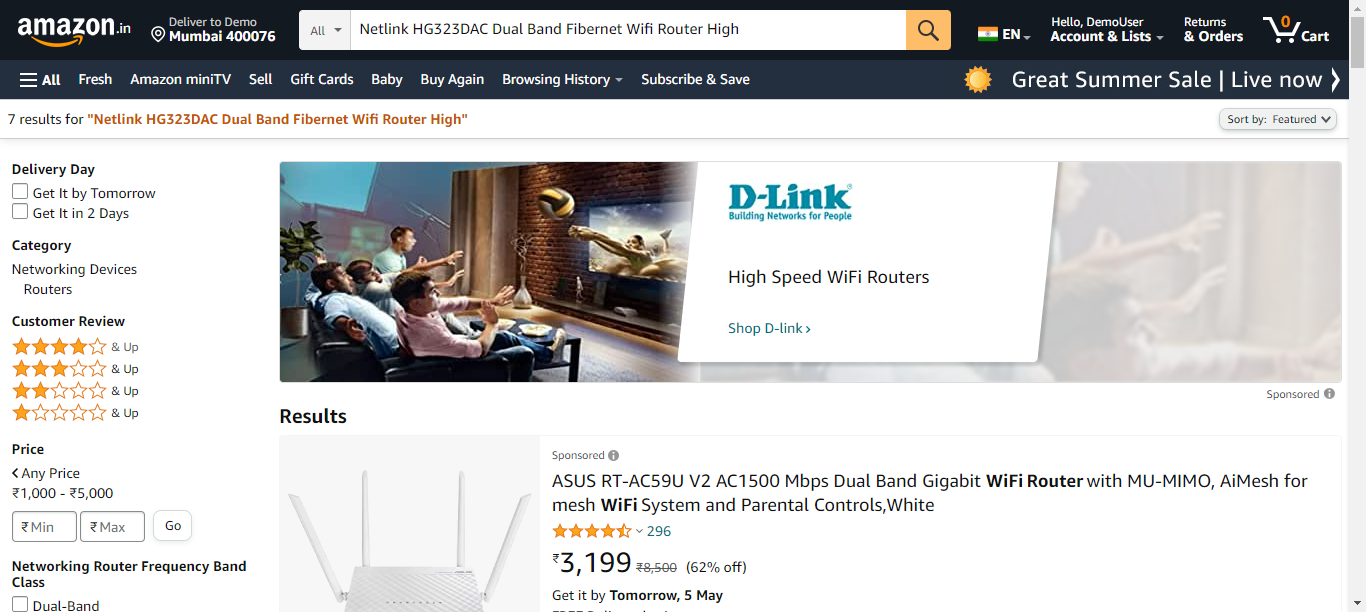 amazon.in
Deliver to Demo
Mumbai 400076
All
Netlink HG323DAC Dual Band Fibernet Wifi Router High
EN
Hello, DemoUser
Account & Lists
Returns
& Orders
0
Cart
All
Fresh
Amazon miniTV
Sell
Gift Cards
Baby
Buy Again
Browsing History
Subscribe & Save
Great Summer Sale | Live now
7 results for "Netlink HG323DAC Dual Band Fibernet Wifi Router High"
Sort by: Featured
Delivery Day
Get It by Tomorrow
Get It in 2 Days
Category
Networking Devices
Routers
Customer Review
& Up
& Up
& Up
& Up
Price
Any Price
₹1,000 - ₹5,000
₹ Min
₹ Max
Go
Networking Router Frequency Band
Class
Dual-Band
D-Link
Building Networks for People
High Speed WiFi Routers
Shop D-link ›
Sponsored
Results
Sponsored
ASUS RT-AC59U V2 AC1500 Mbps Dual Band Gigabit WiFi Router with MU-MIMO, AiMesh for
mesh WiFi System and Parental Controls,White
296
₹3,199 ₹8,500 (62% off)
Get it by Tomorrow, 5 May